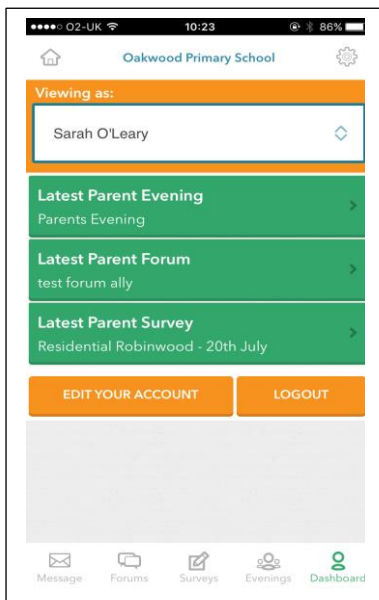 O2-UK 10:23 86%
Oakwood Primary School
Viewing as:
Sarah O'Leary
Latest Parent Evening
Parents Evening
Latest Parent Forum
test forum ally
Latest Parent Survey
Residential Robinwood - 20th July
EDIT YOUR ACCOUNT LOGOUT
Message Forums Surveys Evenings Dashboard